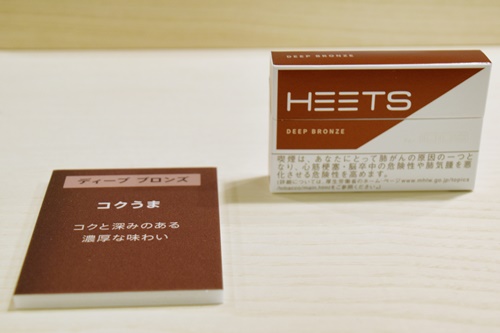 ディープ ブロンズ
コクうま
コクと深みのある
濃厚な味わい
DEEP BRONZE
HEETS
DEEP BRONZE
喫煙は、あなたにとって肺がんの原因の一つと
なり、心筋梗塞・脳卒中の危険性や肺気腫を悪
化させる危険性を高めます。